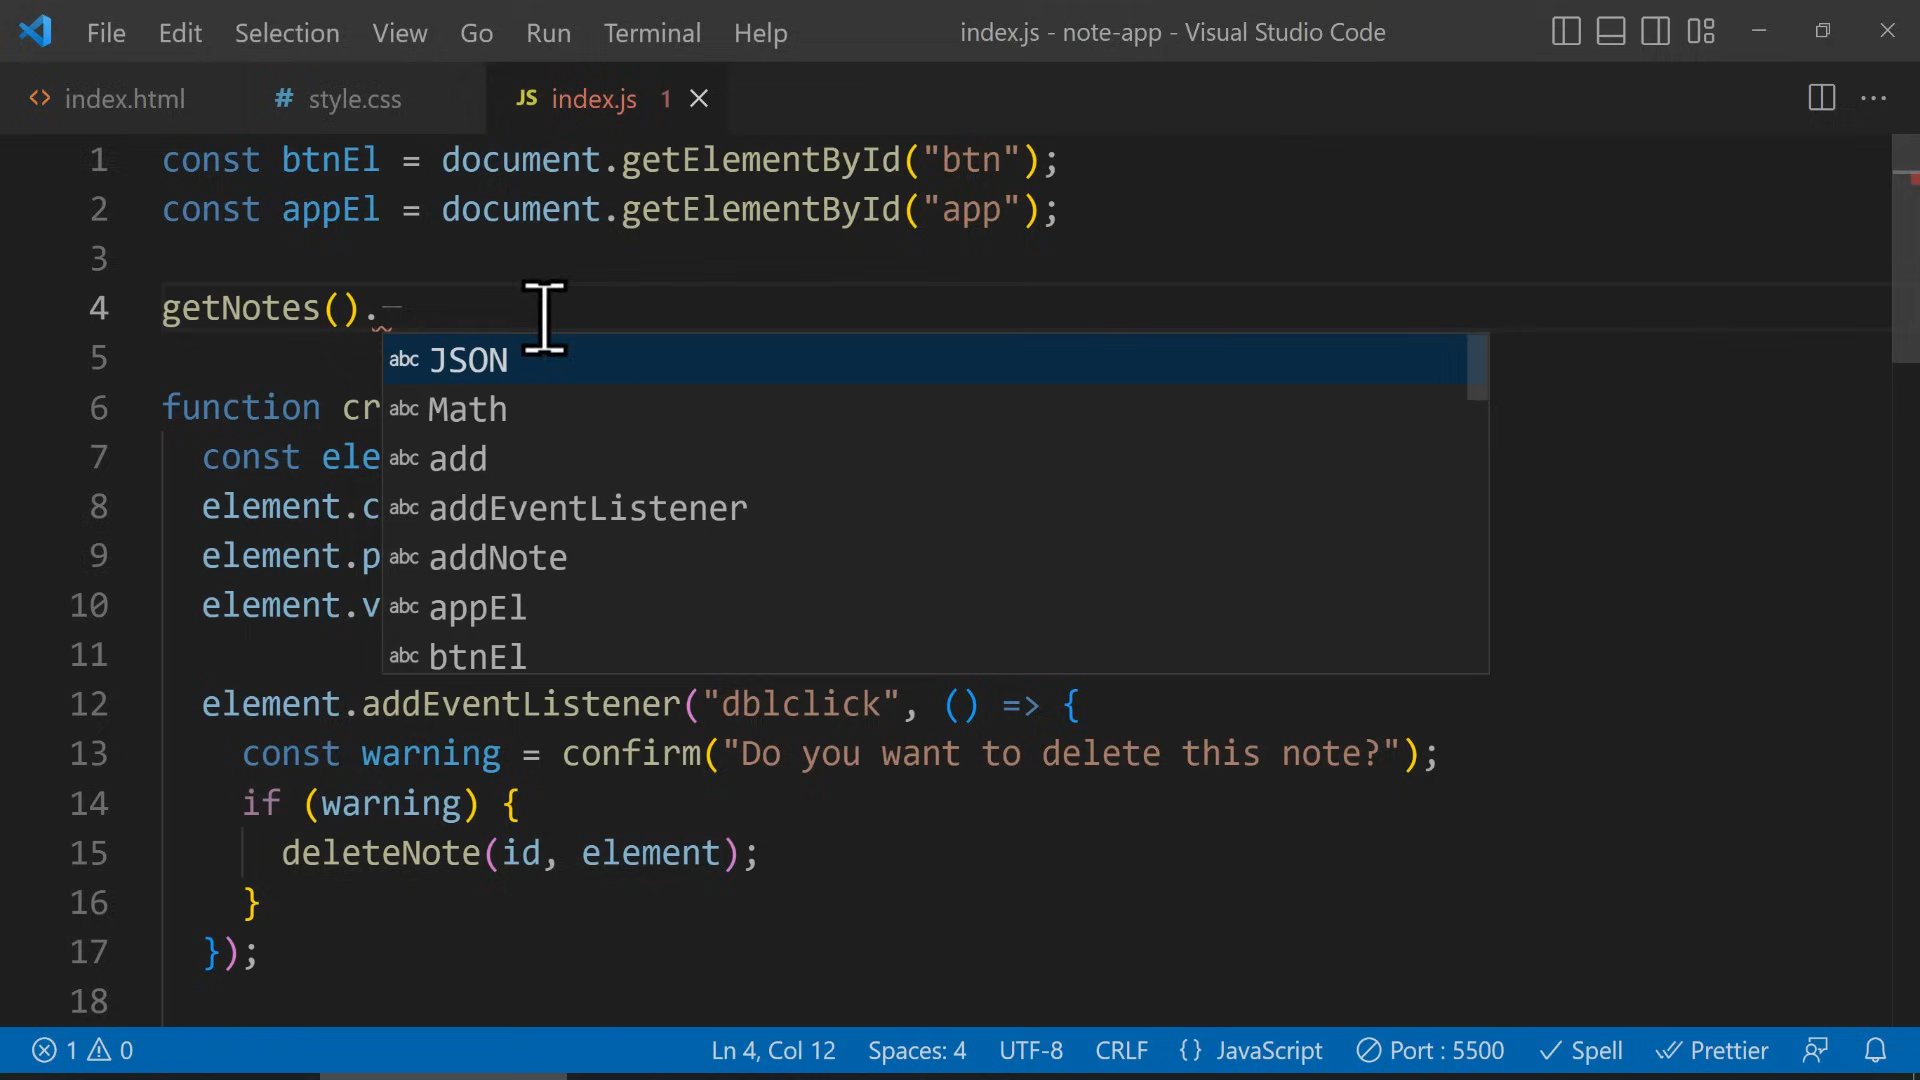 File Edit Selection View Go Run Terminal Help index.js - note-app - Visual Studio Code
index.html style.css JS index.js 1
1 const btnEl = document.getElementById("btn");
2 const appEl = document.getElementById("app");
3
4 getNotes().
5 abc JSON
6 function cr abc Math
7 const ele abc add
8 element.c abc addEventListener
9 element.p abc addNote
10 element.v abc appEl
11 abc btnEl
12 element.addEventListener("dblclick", () => {
13 const warning = confirm("Do you want to delete this note?");
14 if (warning) {
15 deleteNote(id, element);
16 }
17 });
18
1 0 Ln 4, Col 12 Spaces: 4 UTF-8 CRLF {} JavaScript Port : 5500 Spell Prettier